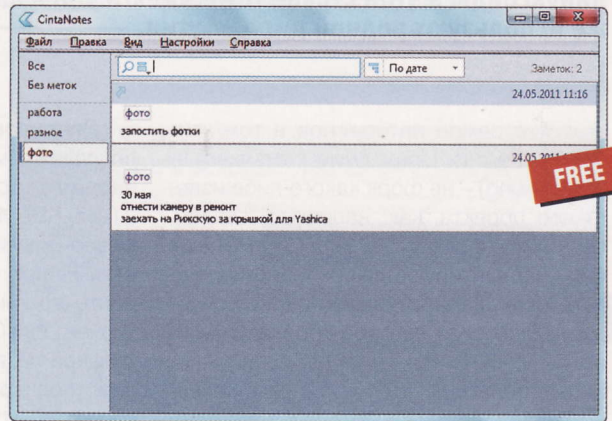 CintaNotes
Файл Правка Вид Настройки Справка
Все
Без меток
работа
разное
фото
По дате
Заметок: 2
24.05.2011 11:16
фото
запостить фотки
24.05.2011
фото
30 мая
отнести камеру в ремонт
заехать на Рижскую за крышкой для Yashica
FREE